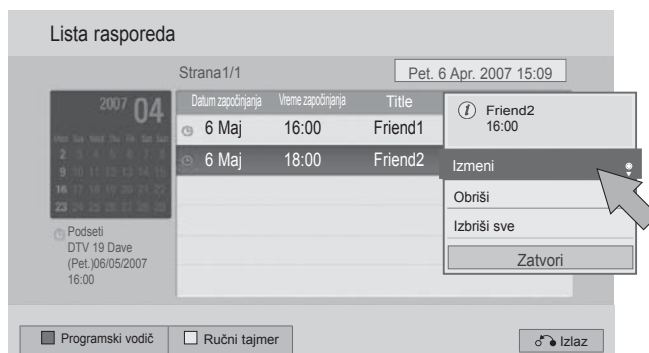 Lista rasporeda
Strana1/1
Pet. 6 Apr. 2007 15:09
2007 04
Datum započinjanja Vreme započinjanja Title
6 Maj 16:00 Friend1
6 Maj 18:00 Friend2
Podseti
DTV 19 Dave
(Pet.)06/05/2007
16:00
Friend2
16:00
Izmeni
Obriši
Izbriši sve
Zatvori
Programski vodič
Ručni tajmer
Izlaz